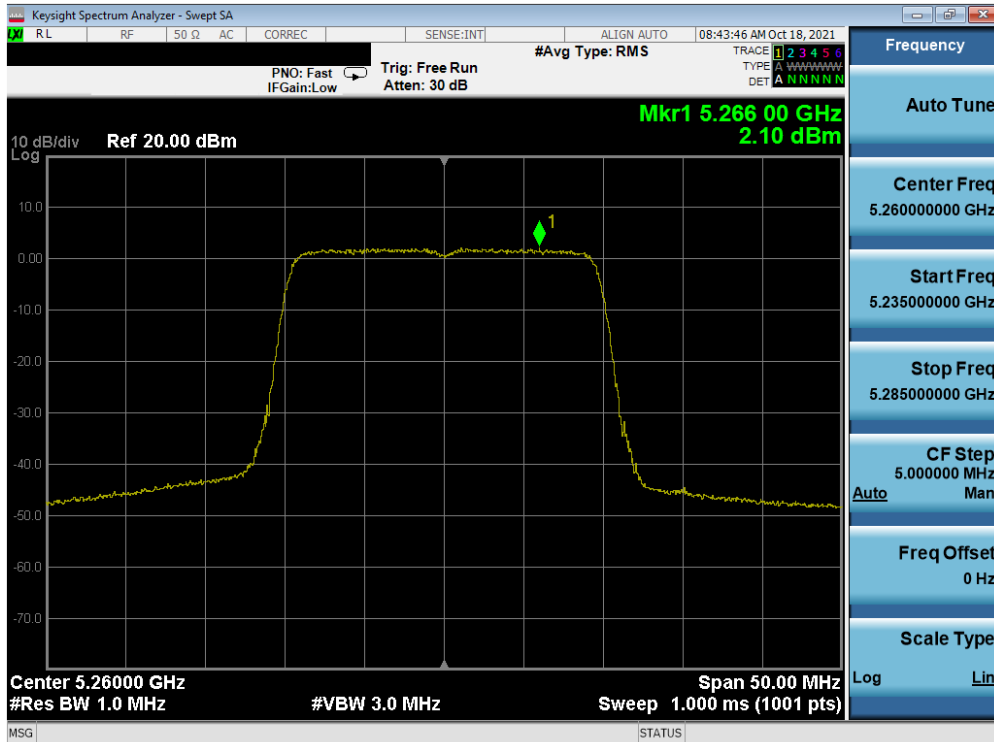 Keysight Spectrum Analyzer - Swept SA
LXI RL RF 50 Ω AC CORREC SENSE:INT ALIGN AUTO 08:43:46 AM Oct 18, 2021
#Avg Type: RMS
TRACE 1 2 3 4 5 6
PNO: Fast Trig: Free Run
TYPE A WWWWW
IFGain:Low Atten: 30 dB
DET A N N N N N
Mkr1 5.266 00 GHz
10 dB/div Ref 20.00 dBm 2.10 dBm
Log
1
10.0
0.00
-10.0
-20.0
-30.0
-40.0
-50.0
-60.0
-70.0
Center 5.26000 GHz Span 50.00 MHz
#Res BW 1.0 MHz #VBW 3.0 MHz Sweep 1.000 ms (1001 pts)
MSG STATUS
Frequency
Auto Tune
Center Freq
5.260000000 GHz
Start Freq
5.235000000 GHz
Stop Freq
5.285000000 GHz
CF Step
5.000000 MHz
Auto Man
Freq Offset
0 Hz
Scale Type
Log Lin